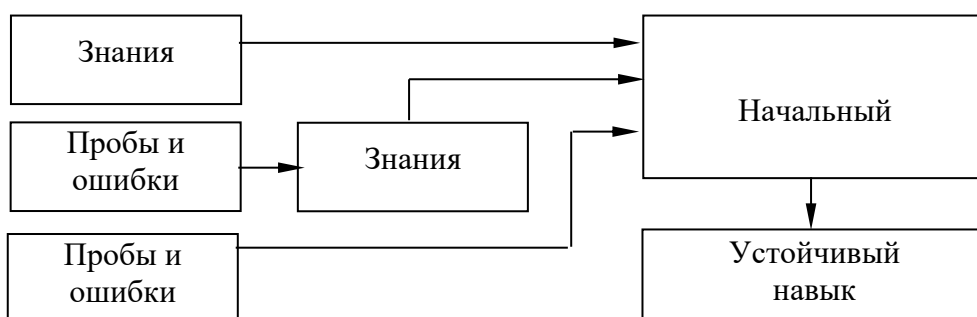 Знания
Пробы и
ошибки
Знания
Пробы и
ошибки
Начальный
Устойчивый
навык